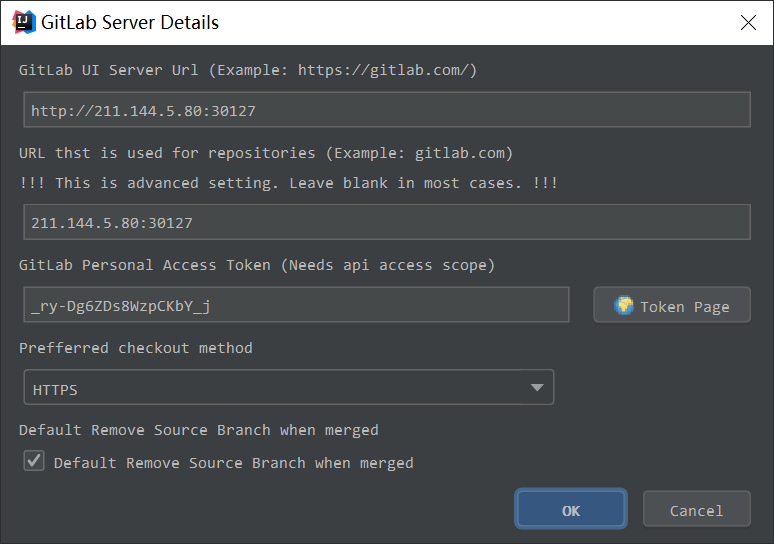 GitLab Server Details
GitLab UI Server Url (Example: https://gitlab.com/)
http://211.144.5.80:30127
URL thst is used for repositories (Example: gitlab.com)
!!! This is advanced setting. Leave blank in most cases. !!!
211.144.5.80:30127
GitLab Personal Access Token (Needs api access scope)
_ry-Dg6ZDs8WzpCKbY_j
Token Page
Prefferred checkout method
HTTPS
Default Remove Source Branch when merged
Default Remove Source Branch when merged
OK
Cancel